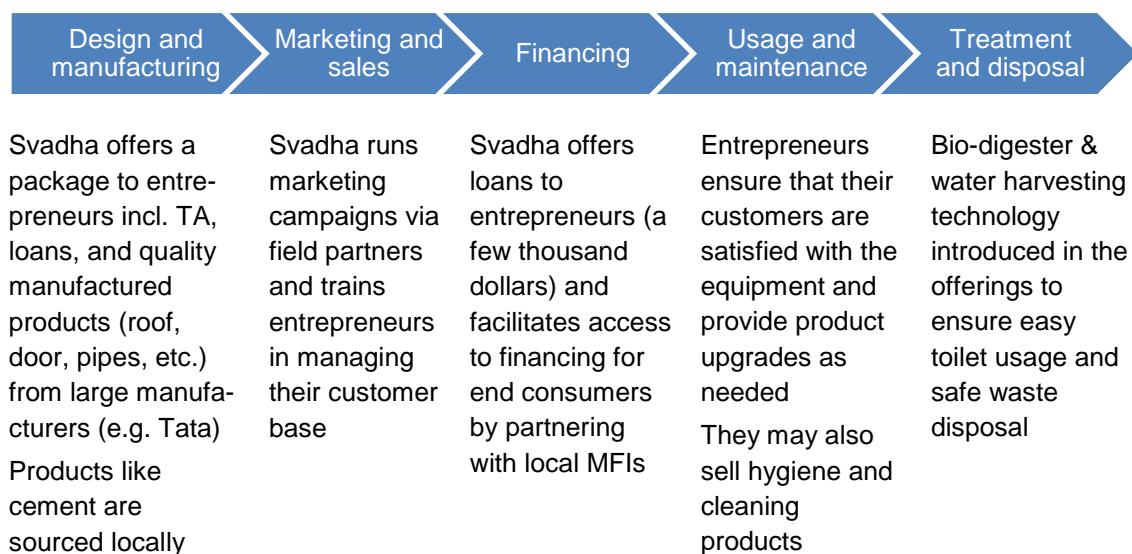 Design and
manufacturing
Marketing and
sales
Financing
Usage and
maintenance
Treatment
and disposal
Svadha offers a
package to entre-
preneurs incl. TA,
loans, and quality
manufactured
products (roof,
door, pipes, etc.)
from large manufa-
cturers (e.g. Tata)
Products like
cement are
sourced locally
Svadha runs
marketing
campaigns via
field partners
and trains
entrepreneurs
in managing
their customer
base
Svadha offers
loans to
entrepreneurs (a
few thousand
dollars) and
facilitates access
to financing for
end consumers
by partnering
with local MFIs
Entrepreneurs
ensure that their
customers are
satisfied with the
equipment and
provide product
upgrades as
needed
They may also
sell hygiene and
cleaning
products
Bio-digester &
water harvesting
technology
introduced in the
offerings to
ensure easy
toilet usage and
safe waste
disposal